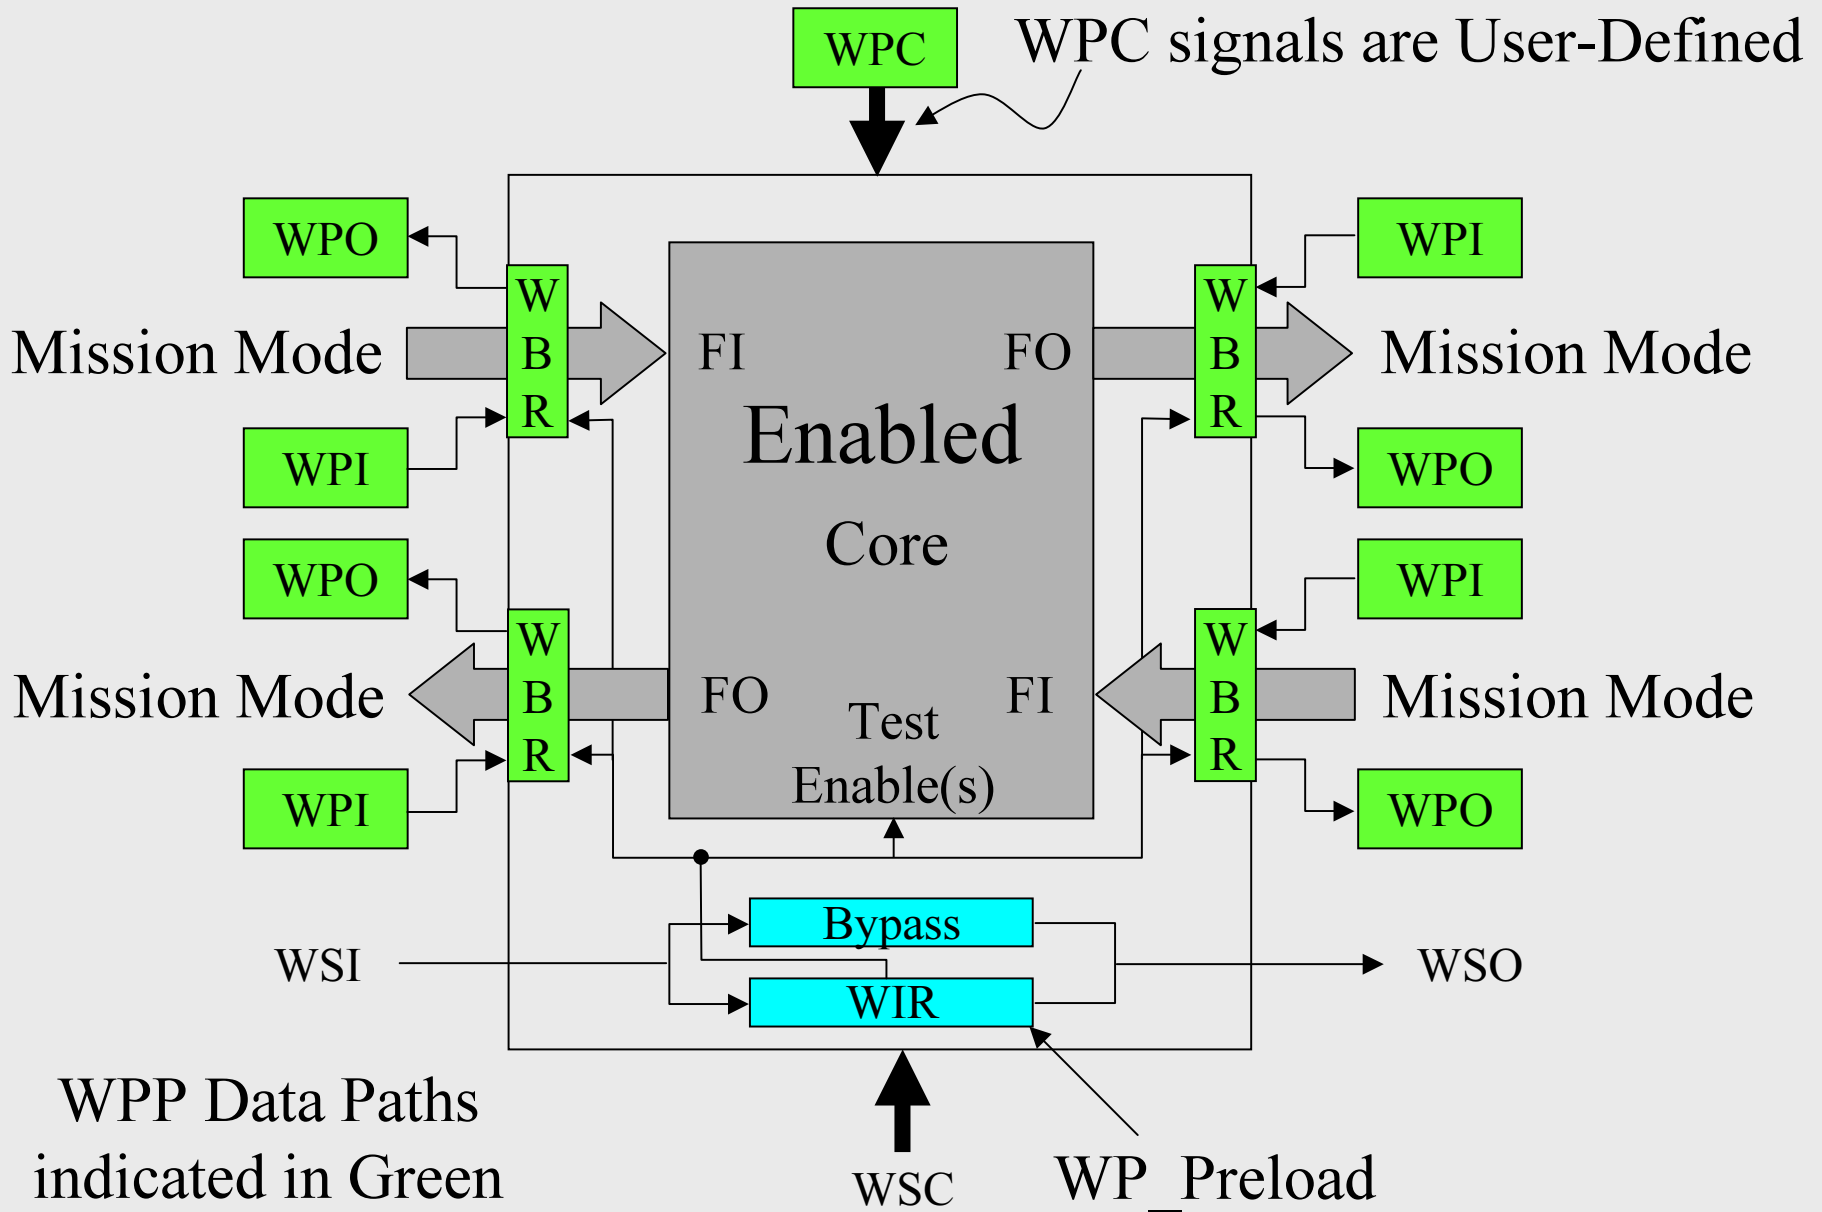 WPC
WPC signals are User-Defined
WPO
WPI
W
B
R
W
B
R
Mission Mode
FI
FO
Mission Mode
Enabled
WPI
WPO
Core
WPO
WPI
W
B
R
W
B
R
Mission Mode
FO
FI
Mission Mode
Test
Enable(s)
WPI
WPO
Bypass
WSI
WSO
WIR
WPP Data Paths
indicated in Green
WSC
WP_Preload